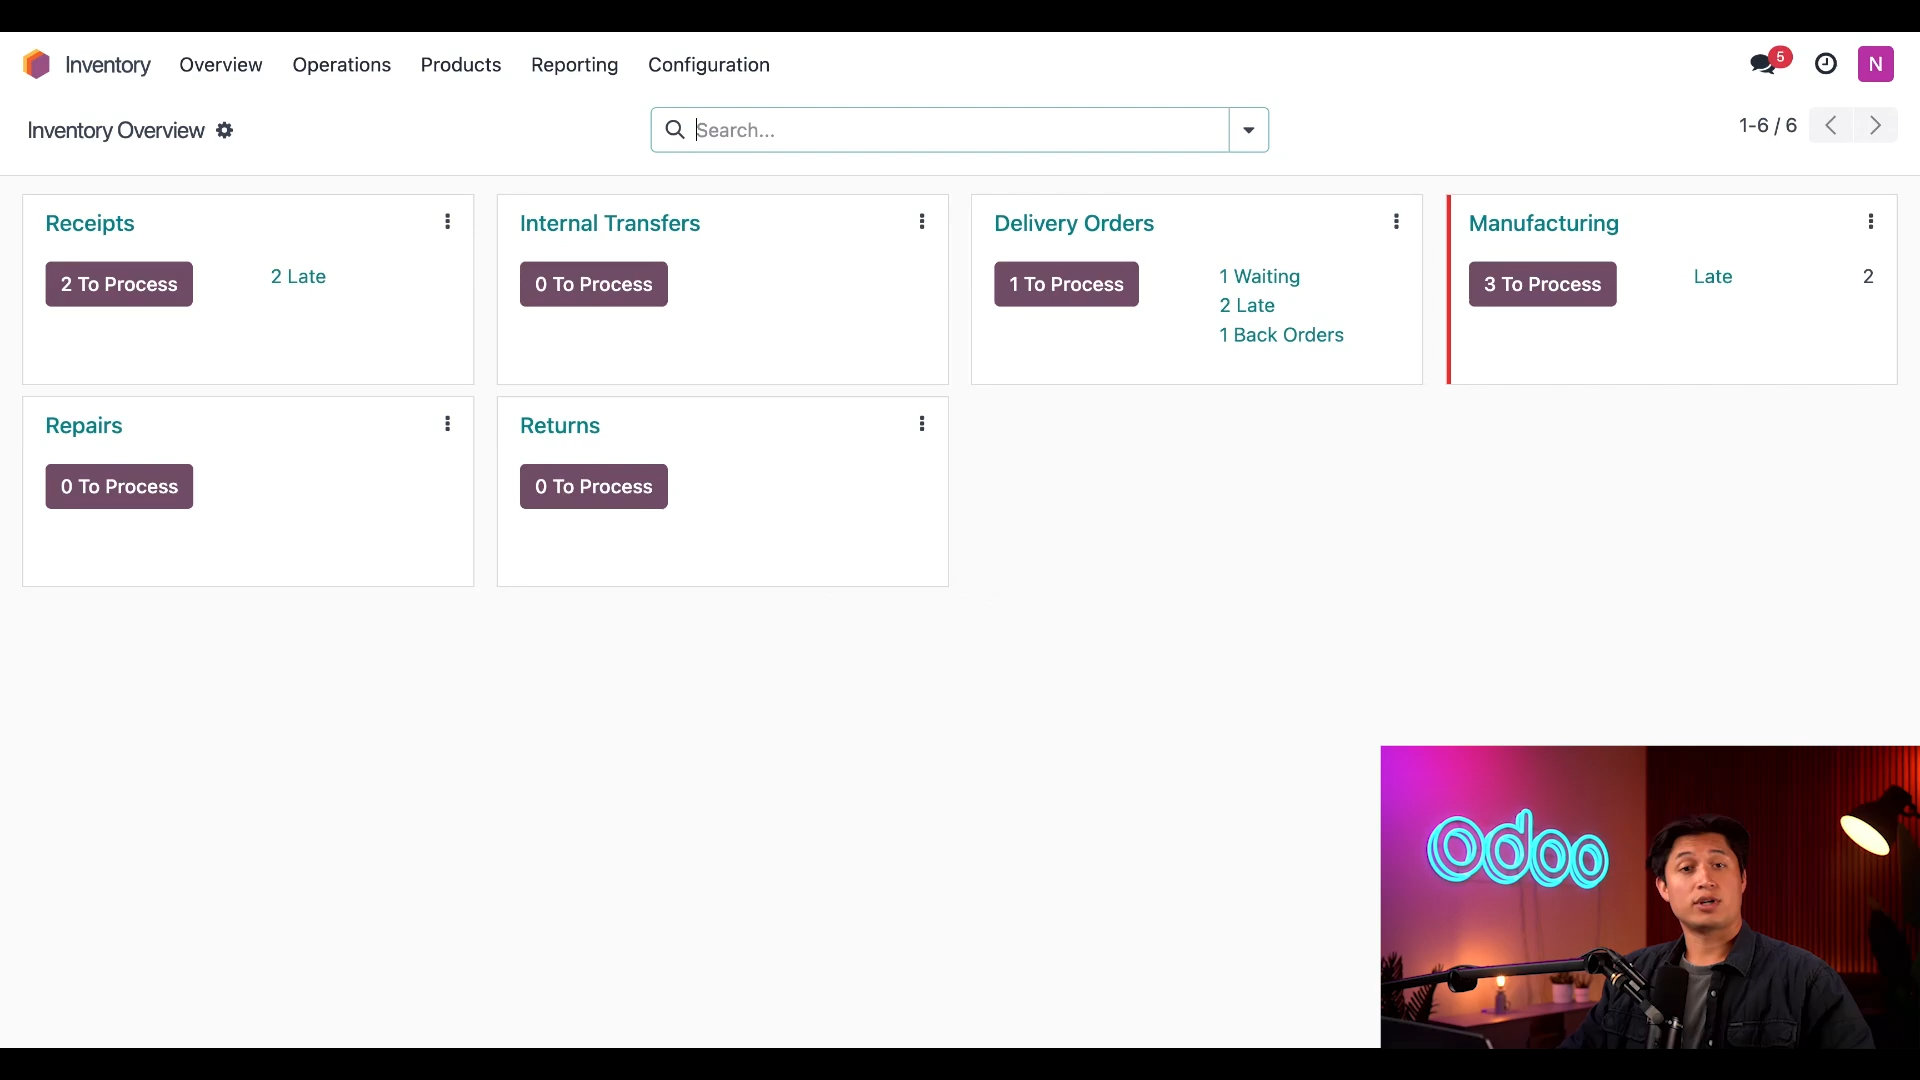 Inventory Overview Operations Products Reporting Configuration 5 N
Inventory Overview Search... 1-6 / 6
Receipts
2 To Process 2 Late
Internal Transfers
0 To Process
Delivery Orders
1 To Process 1 Waiting
2 Late
1 Back Orders
Manufacturing
3 To Process Late 2
Repairs
0 To Process
Returns
0 To Process
odoo